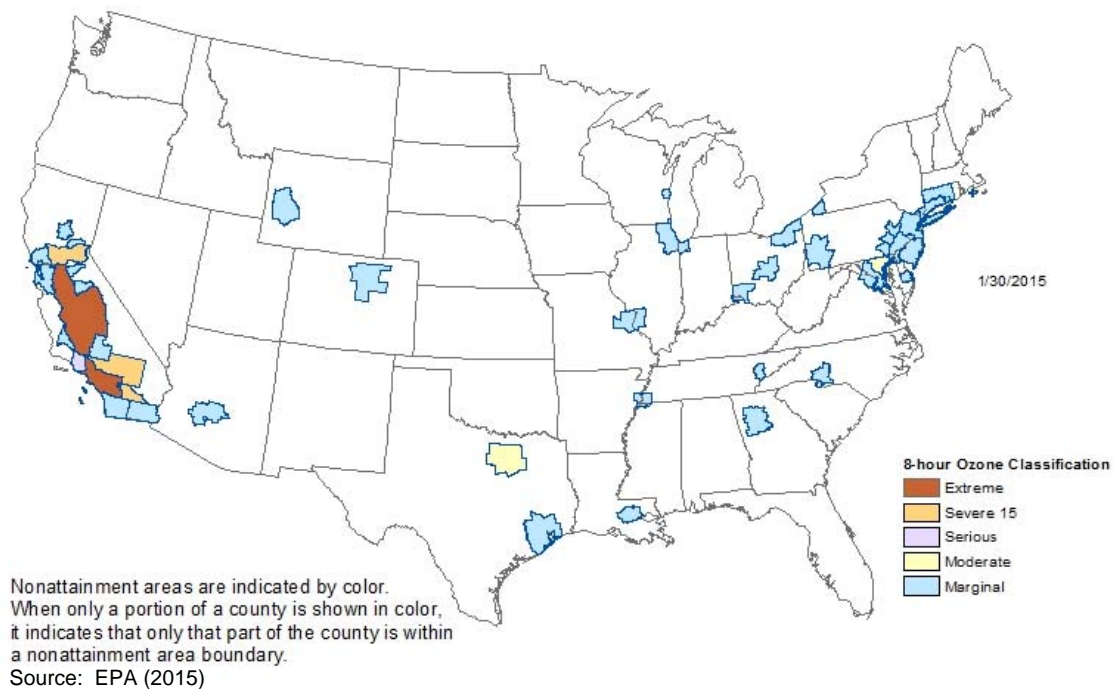 1/30/2015
8-hour Ozone Classification
Extreme
Severe 15
Serious
Moderate
Marginal
Nonattainment areas are indicated by color.
When only a portion of a county is shown in color,
it indicates that only that part of the county is within
a nonattainment area boundary.
Source: EPA (2015)